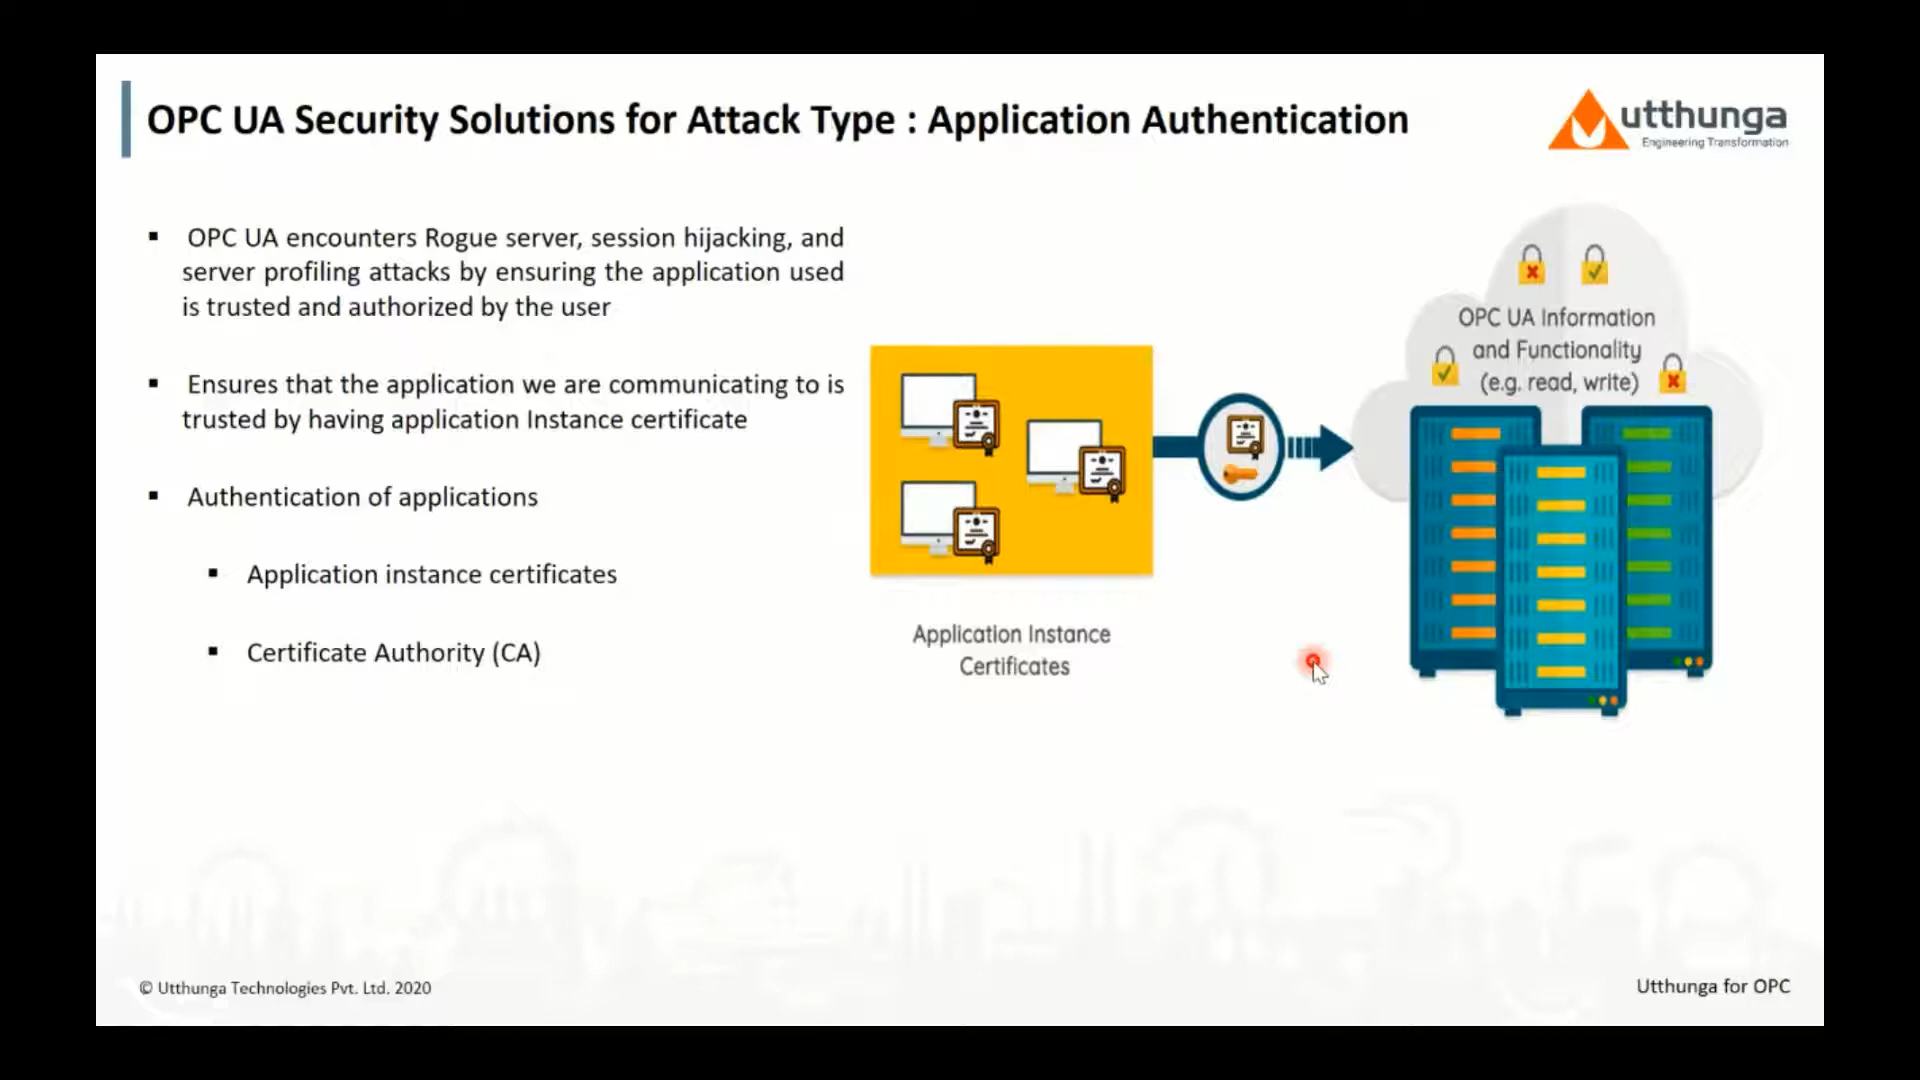 OPC UA Security Solutions for Attack Type : Application Authentication
utthunga
Engineering Transformation
▪ OPC UA encounters Rogue server, session hijacking, and
server profiling attacks by ensuring the application used
is trusted and authorized by the user
▪ Ensures that the application we are communicating to is
trusted by having application Instance certificate
▪ Authentication of applications
▪ Application instance certificates
▪ Certificate Authority (CA)
Application Instance
Certificates
OPC UA Information
and Functionality
(e.g. read, write)
© Utthunga Technologies Pvt. Ltd. 2020
Utthunga for OPC